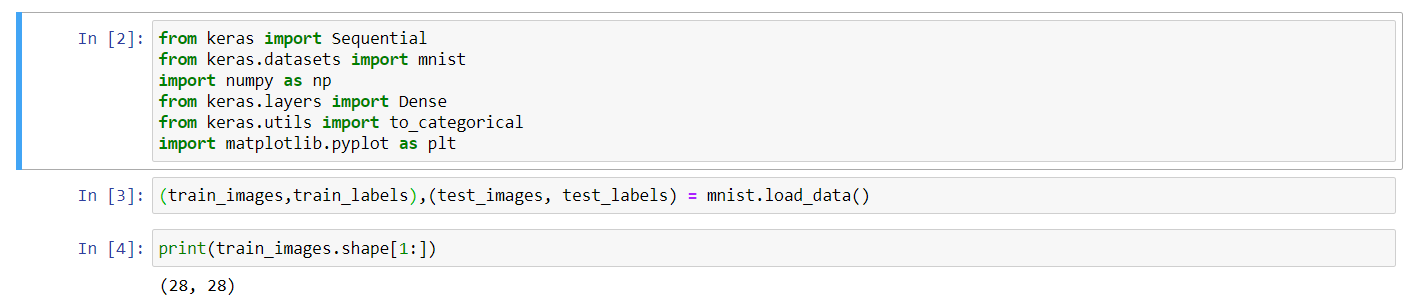 In [2]: from keras import Sequential
from keras.datasets import mnist
import numpy as np
from keras.layers import Dense
from keras.utils import to_categorical
import matplotlib.pyplot as plt
In [3]: (train_images,train_labels),(test_images, test_labels) = mnist.load_data()
In [4]: print(train_images.shape[1:])
(28, 28)